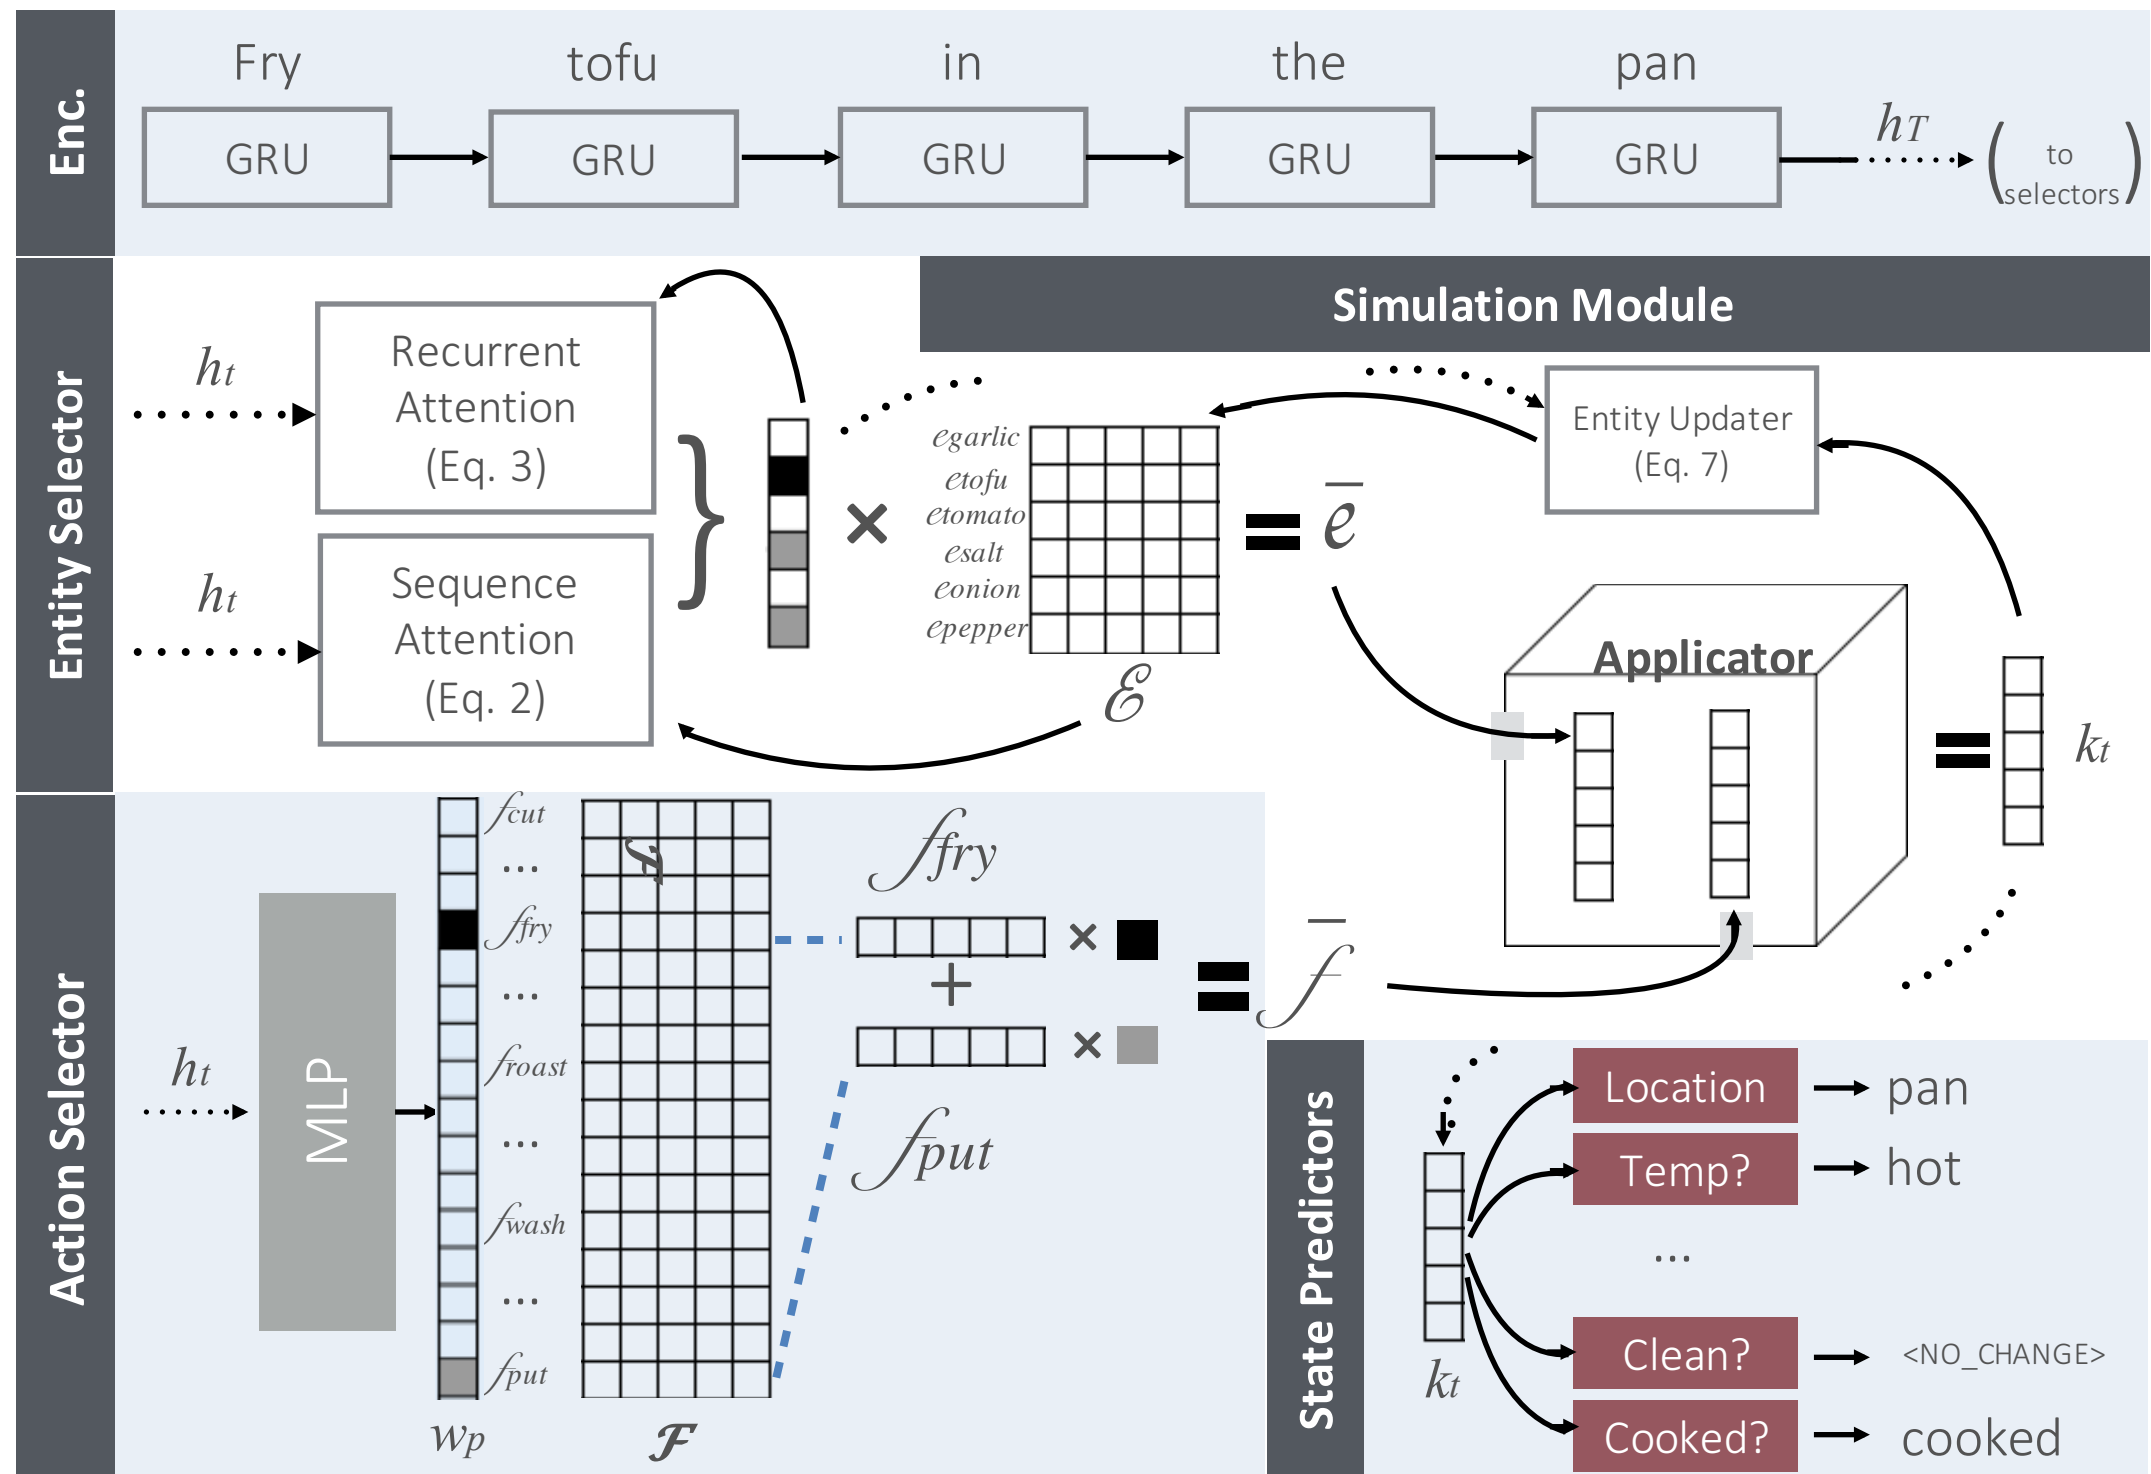 Enc.
Fry tofu in the pan
GRU GRU GRU GRU GRU
hT
( to
selectors )
Entity Selector
ht
Recurrent
Attention
(Eq. 3)
ht
Sequence
Attention
(Eq. 2)
}
×
egarlic
etofu
etomato
esalt
eonion
epepper
ℰ
=
e̅
Simulation Module
Entity Updater
(Eq. 7)
Applicator
=
kt
Action Selector
ht
MLP
wp
fcut
...
ffry
...
froast
...
fwash
...
fput
ℱ
ℱ
ffry
×
+
×
fput
=
f̅
State Predictors
kt
Location pan
Temp? hot
...
Clean? <NO_CHANGE>
Cooked? cooked